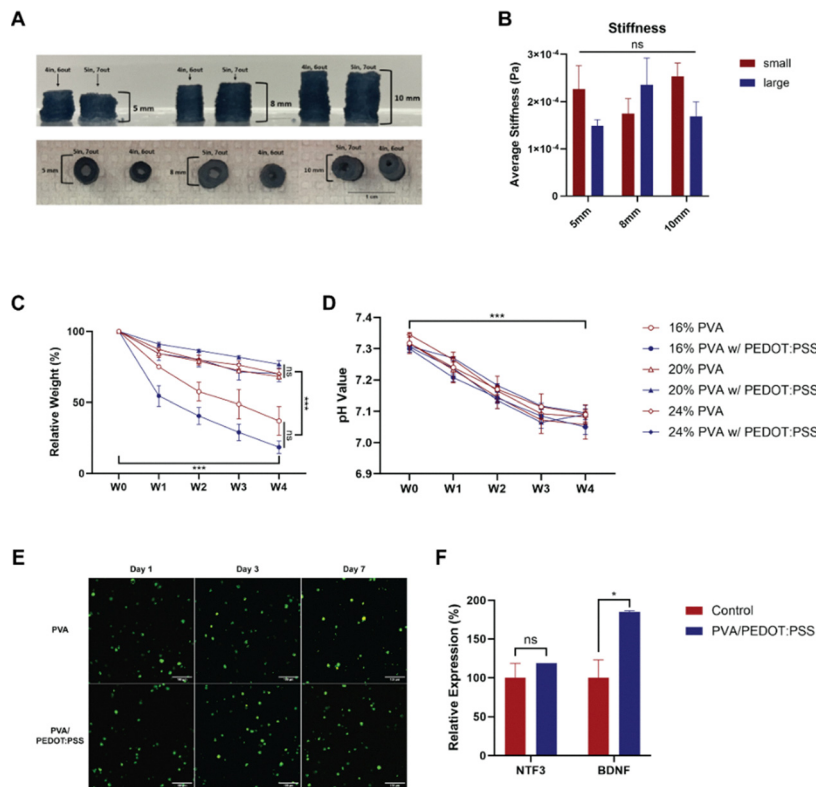 A
4in, 6out 5in, 7out 4in, 6out 5in, 7out 4in, 6out 5in, 7out
5 mm 8 mm 10 mm
5in, 7out 4in, 6out 5in, 7out 4in, 6out 5in, 7out 4in, 6out
5 mm 8 mm 10 mm
1 cm
B
Stiffness
ns
Average Stiffness (Pa)
3×10⁻⁴
2×10⁻⁴
1×10⁻⁴
0
5mm 8mm 10mm
small
large
C
Relative Weight (%)
100
50
0
W0 W1 W2 W3 W4
ns
***
ns
***
D
pH Value
7.4
7.3
7.2
7.1
7.0
6.9
W0 W1 W2 W3 W4
***
16% PVA
16% PVA w/ PEDOT:PSS
20% PVA
20% PVA w/ PEDOT:PSS
24% PVA
24% PVA w/ PEDOT:PSS
E
Day 1 Day 3 Day 7
PVA
PVA/
PEDOT:PSS
F
Relative Expression (%)
200
150
100
50
0
ns
*
NTF3 BDNF
Control
PVA/PEDOT:PSS